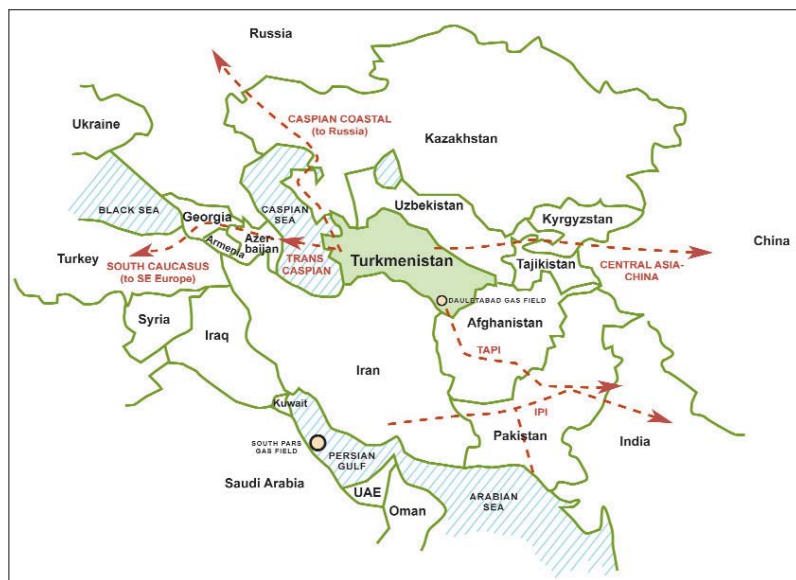 Russia
Ukraine
CASPIAN COASTAL
(to Russia)
Kazakhstan
BLACK SEA
Georgia
CASPIAN
SEA
Uzbekistan
Kyrgyzstan
Armenia
Azer-
baijan
China
Turkey
SOUTH CAUCASUS
(to SE Europe)
TRANS
CASPIAN
Turkmenistan
Tajikistan
CENTRAL ASIA-
CHINA
DAULETABAD GAS FIELD
Syria
Iraq
Afghanistan
TAPI
Iran
Kuwait
IPI
SOUTH PARS
GAS FIELD
PERSIAN
GULF
Pakistan
India
Saudi Arabia
UAE
Oman
ARABIAN
SEA